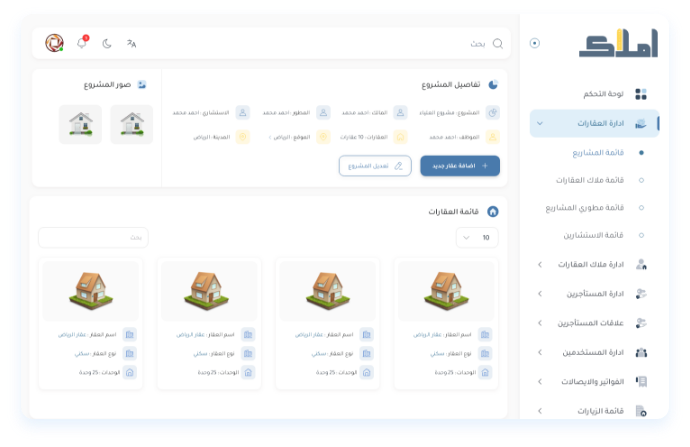 املاك
لوحة التحكم
ادارة العقارات
قائمة المشاريع
قائمة ملاك العقارات
قائمة مطوري المشاريع
قائمة الاستشارين
ادارة ملاك العقارات
ادارة المستأجرين
علاقات المستأجرين
ادارة المستخدمين
الفواتير والايصالات
قائمة الزيارات
بحث
تفاصيل المشروع
المشروع: مشروع العلياء المالك: احمد محمد المطور: احمد محمد الاستشاري: احمد محمد
الموظف: احمد محمد العقارات: 10 عقارات الموقع: الرياض المدينة: الرياض
+ اضافة عقار جديد تعديل المشروع
صور المشروع
قائمة العقارات
10 بحث
اسم العقار : عقار الرياض اسم العقار : عقار الرياض اسم العقار : عقار الرياض اسم العقار : عقار الرياض
نوع العقار : سكني نوع العقار : سكني نوع العقار : سكني نوع العقار : سكني
الوحدات : 25 وحدة الوحدات : 25 وحدة الوحدات : 25 وحدة الوحدات : 25 وحدة